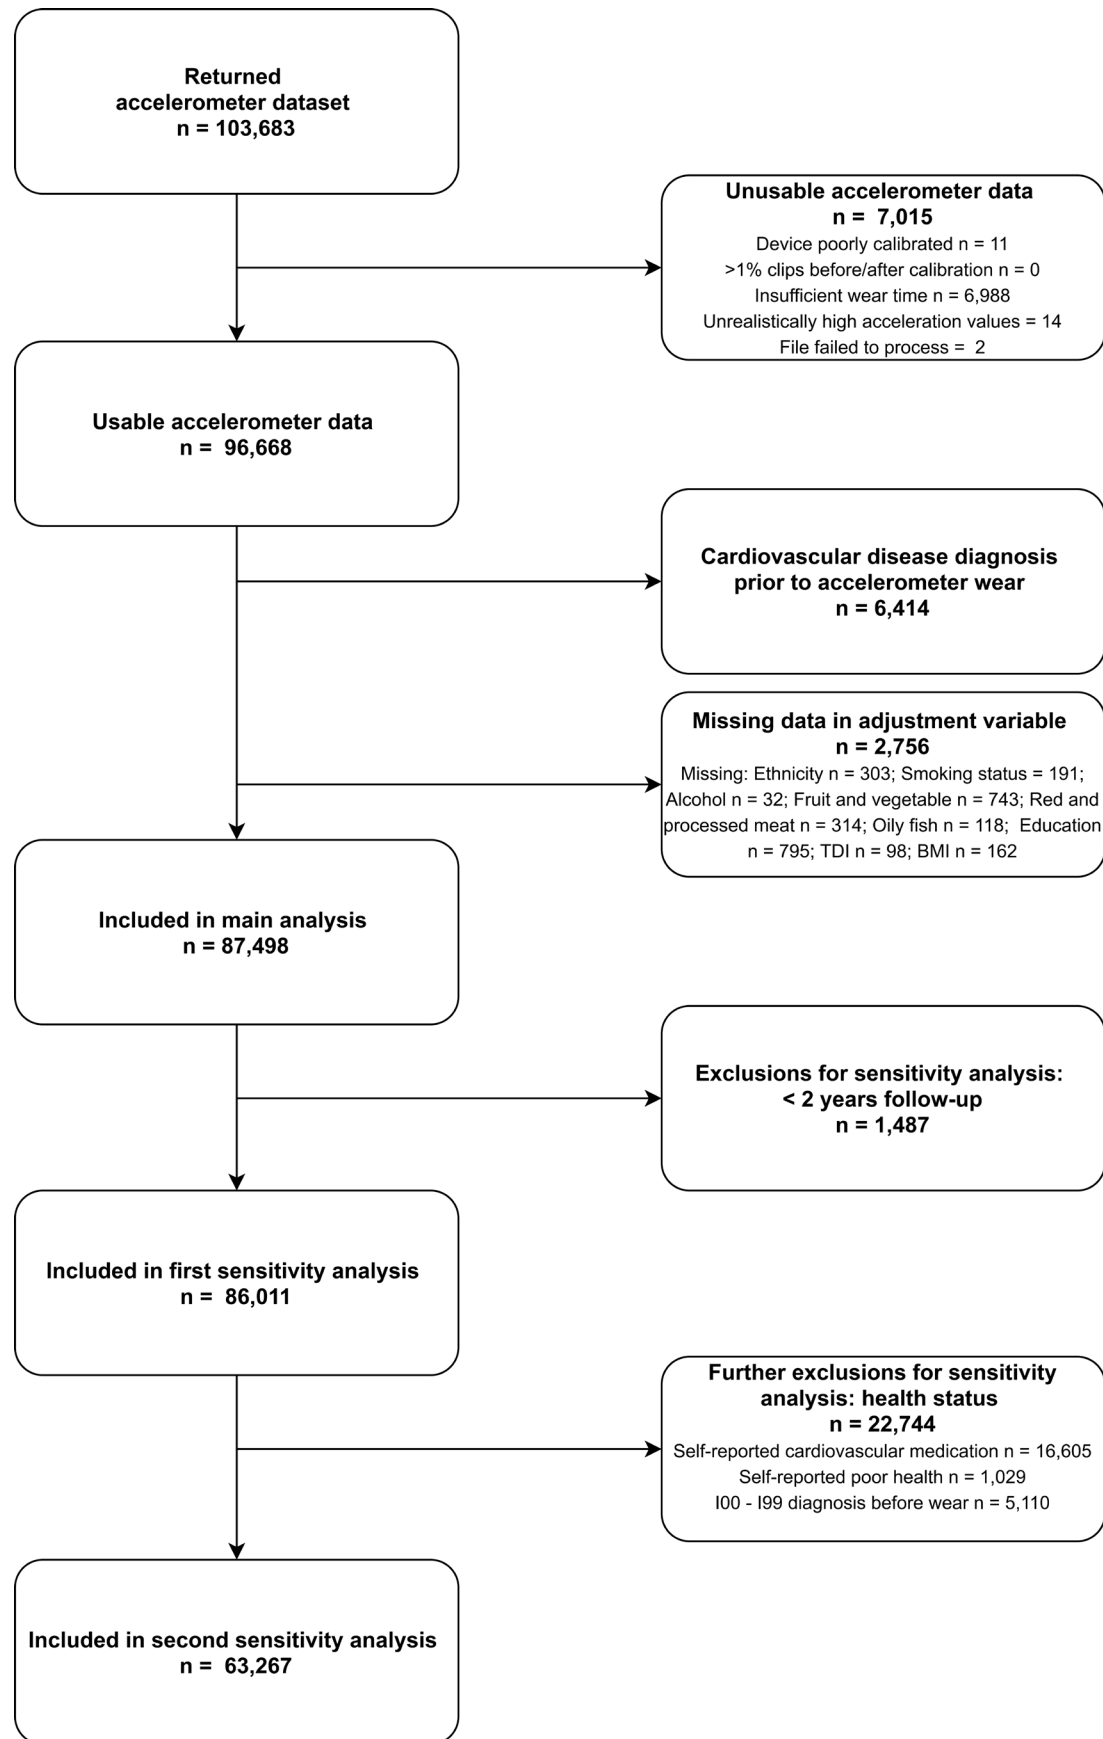 Returned
accelerometer dataset
n = 103,683
Unusable accelerometer data
n =  7,015
Device poorly calibrated n = 11
>1% clips before/after calibration n = 0
Insufficient wear time n = 6,988
Unrealistically high acceleration values = 14
File failed to process =  2
Usable accelerometer data
n =  96,668
Cardiovascular disease diagnosis
prior to accelerometer wear
n = 6,414
Missing data in adjustment variable
n = 2,756
Missing: Ethnicity n = 303; Smoking status = 191;
Alcohol n = 32; Fruit and vegetable n = 743; Red and
processed meat n = 314; Oily fish n = 118;  Education
n = 795; TDI n = 98; BMI n = 162
Included in main analysis
n = 87,498
Exclusions for sensitivity analysis:
< 2 years follow-up
n = 1,487
Included in first sensitivity analysis
n =  86,011
Further exclusions for sensitivity
analysis: health status
n = 22,744
Self-reported cardiovascular medication n = 16,605
Self-reported poor health n = 1,029
I00 - I99 diagnosis before wear n = 5,110
Included in second sensitivity analysis
n =  63,267